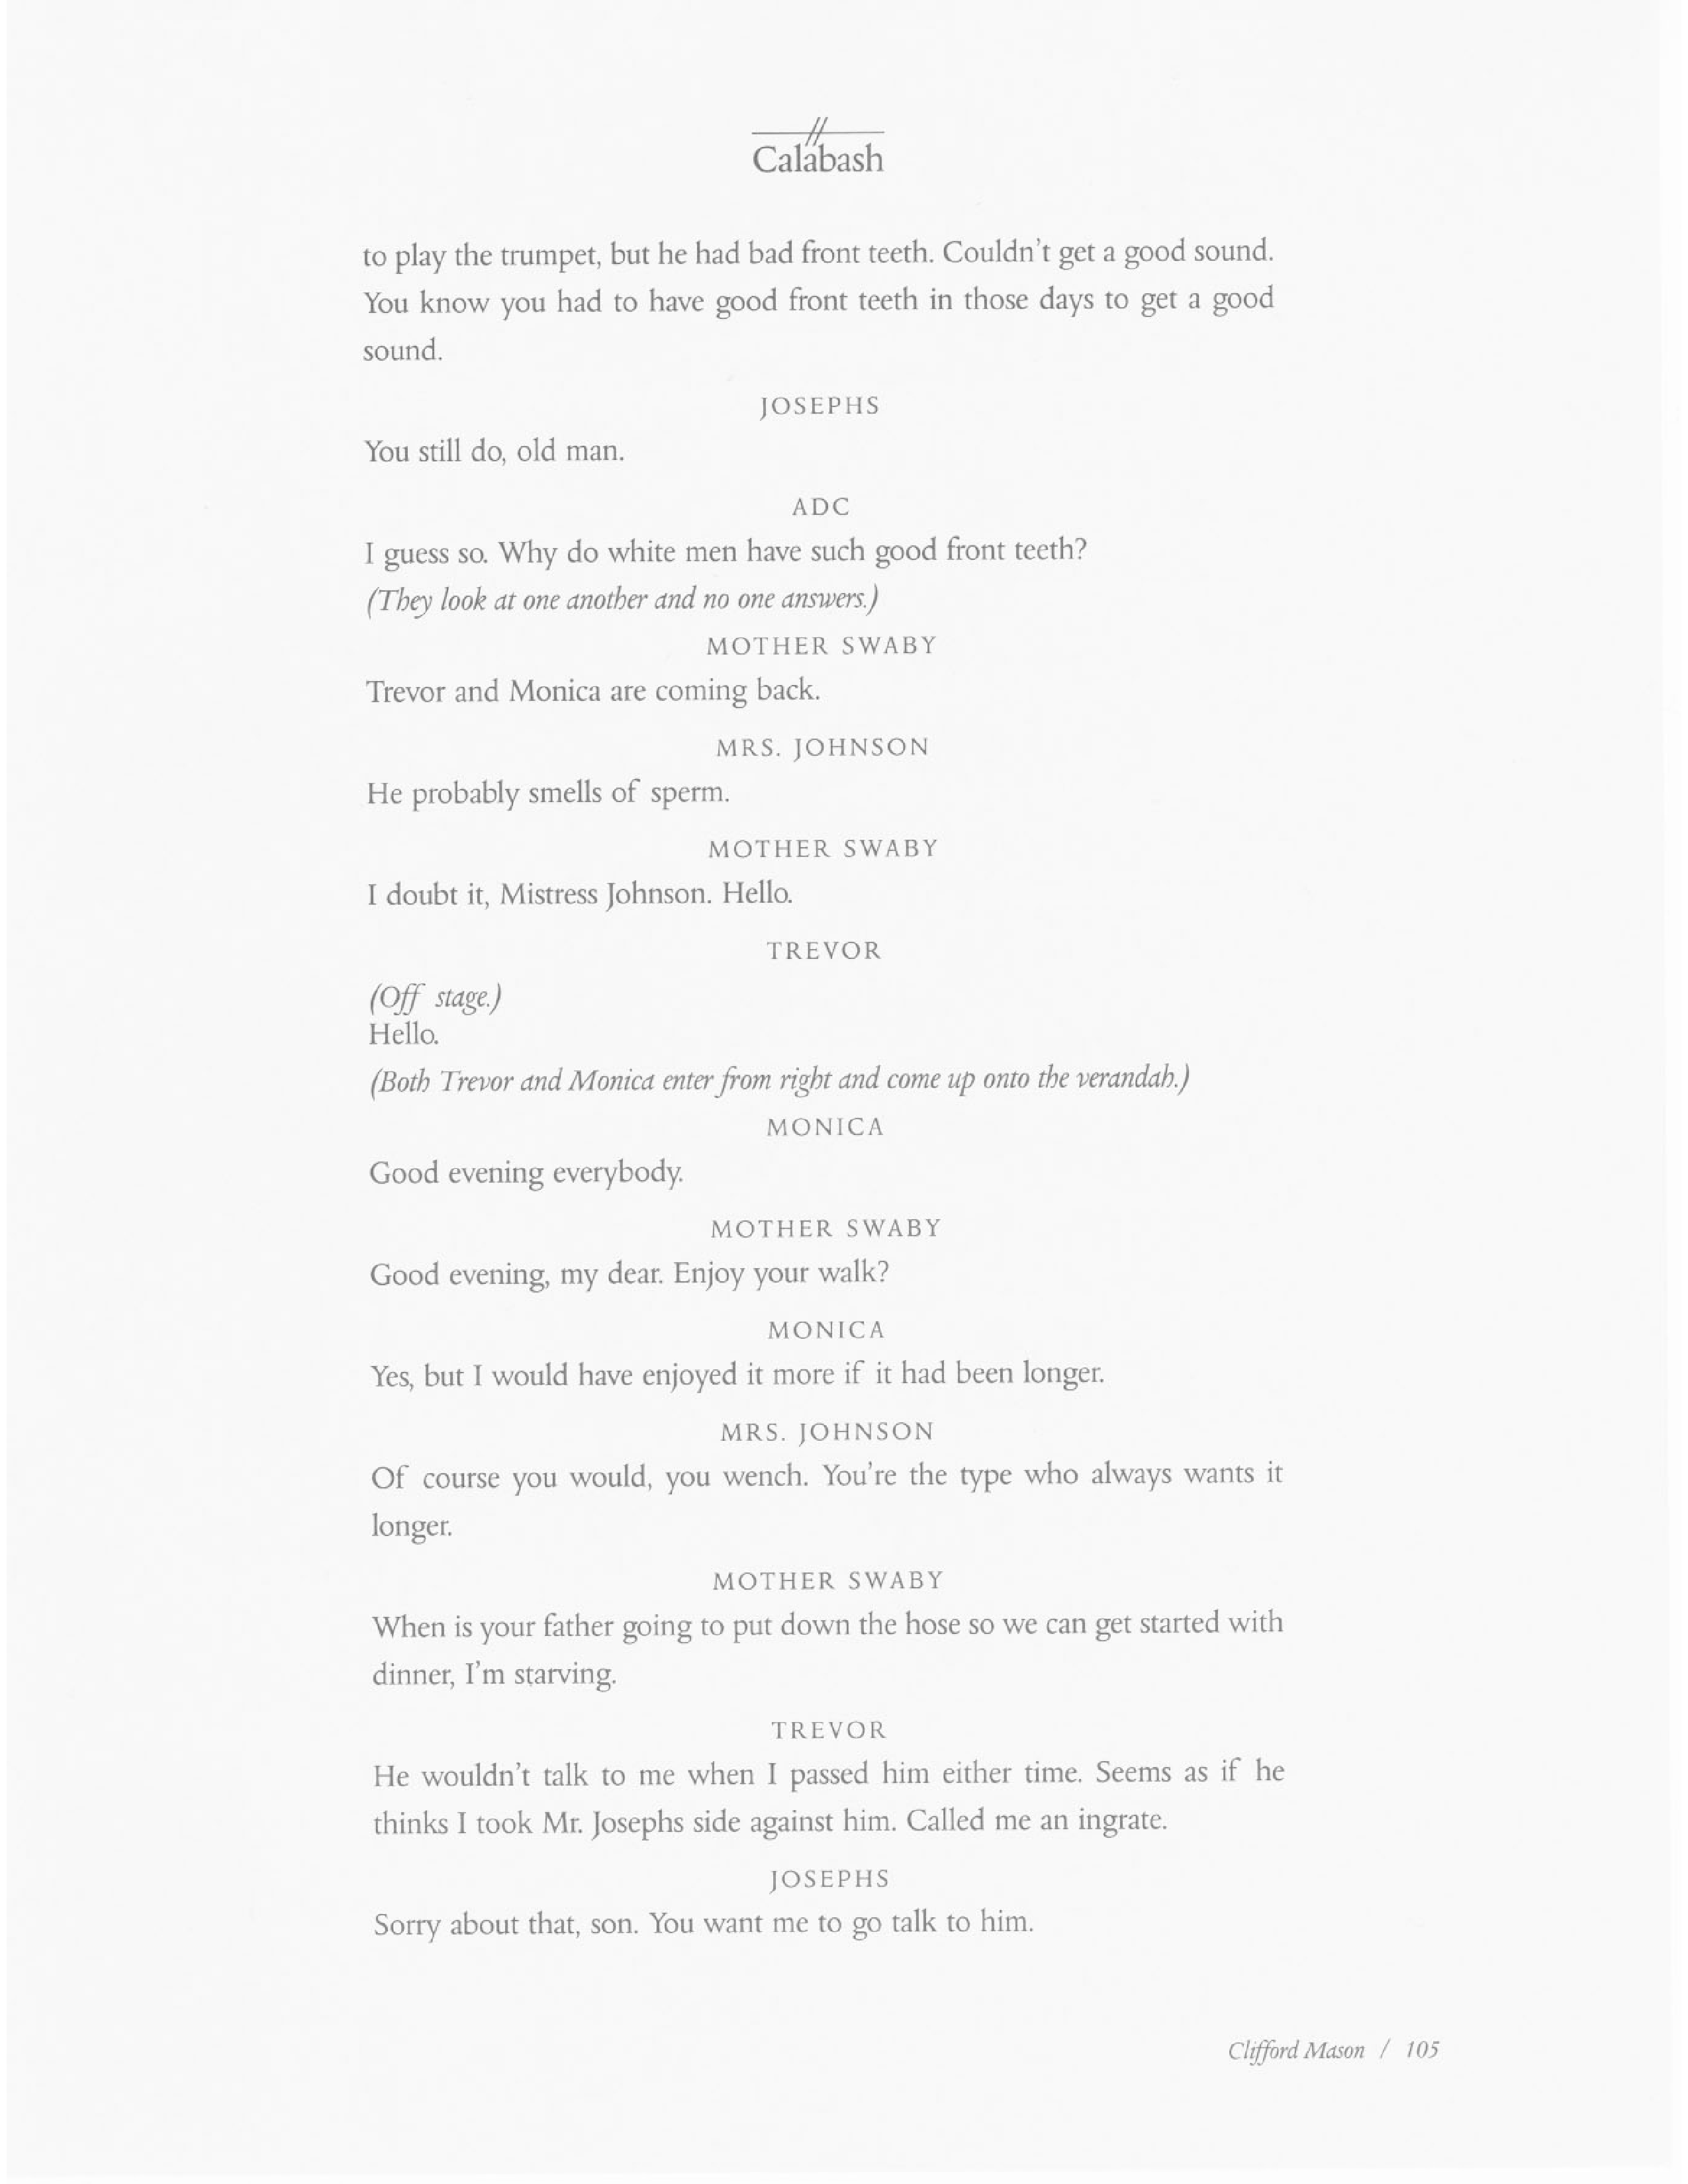 Calabash
to play the trumpet, but he had bad front teeth. Couldn't get a good sound.
You know you had to have good front teeth in those days to get a good
sound.
JOSEPHS
You still do, old man.
ADC
I guess so. Why do white men have such good front teeth?
(They look at one another and no one answers.)
MOTHER SWABY
Trevor and Monica are coming back.
MRS. JOHNSON
He probably smells of sperm.
MOTHER SWABY
I doubt it, Mistress Johnson. Hello.
TREVOR
(Off stage.)
Hello.
(Both Trevor and Monica enter from right and come up onto the verandah.)
MONICA
Good evening everybody.
MOTHER SWABY
Good evening, my dear. Enjoy your walk?
MONICA
Yes, but I would have enjoyed it more if it had been longer.
MRS. JOHNSON
Of course you would, you wench. You're the type who always wants it
longer.
MOTHER SWABY
When is your father going to put down the hose so we can get started with
dinner, I'm starving.
TREVOR
He wouldn't talk to me when I passed him either time. Seems as if he
thinks I took Mr. Josephs side against him. Called me an ingrate.
JOSEPHS
Sorry about that, son. You want me to go talk to him.
Clifford Mason / 105